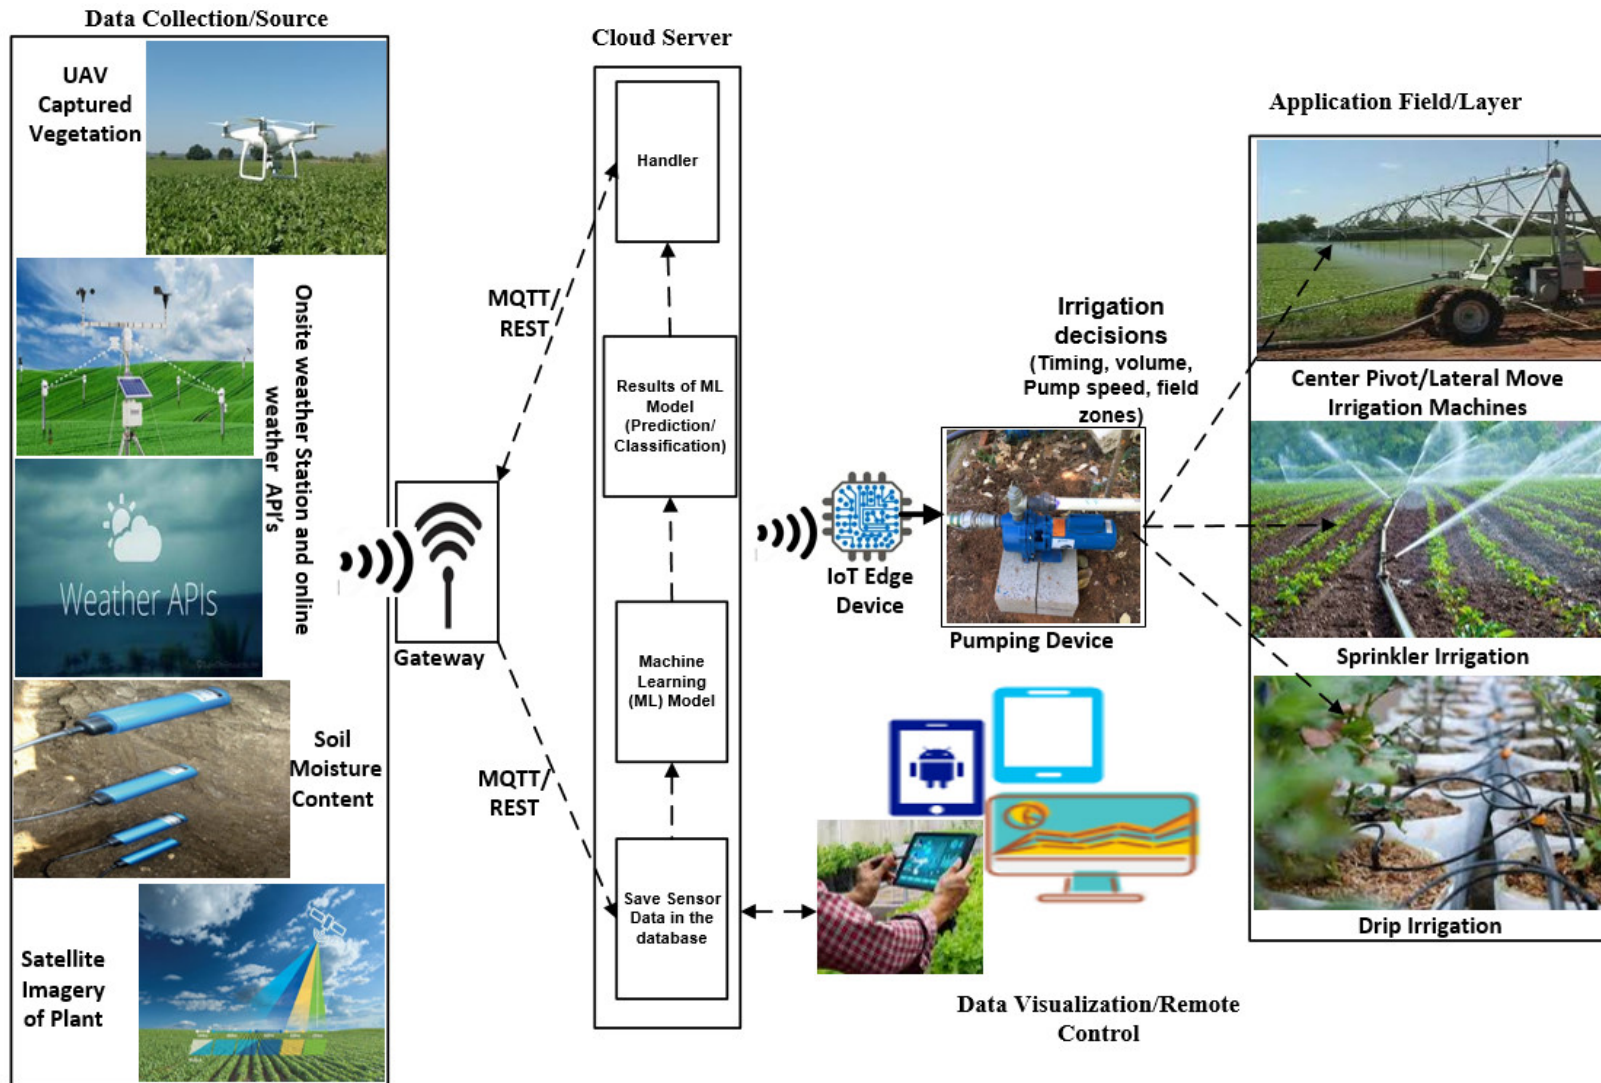 Data Collection/Source
UAV
Captured
Vegetation
Onsite weather Station and online
weather API's
Weather APIs
Soil
Moisture
Content
Satellite
Imagery
of Plant
Gateway
MQTT/
REST
MQTT/
REST
Cloud Server
Handler
Results of ML
Model
(Prediction/
Classification)
Machine
Learning
(ML) Model
Save Sensor
Data in the
database
IoT Edge
Device
Irrigation
decisions
(Timing, volume,
Pump speed, field
zones)
Pumping Device
Data Visualization/Remote
Control
Application Field/Layer
Center Pivot/Lateral Move
Irrigation Machines
Sprinkler Irrigation
Drip Irrigation